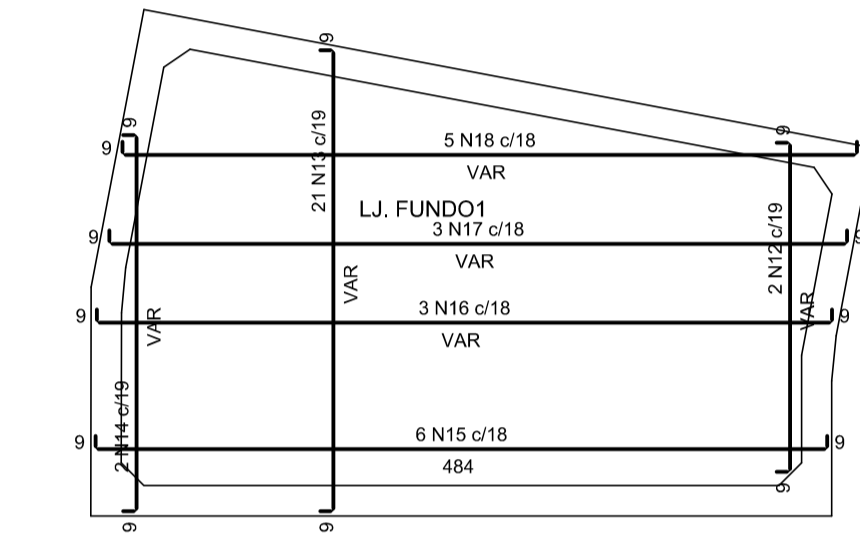 9
9
9
9
5 N18 c/18
VAR
21 N13 c/19
LJ. FUNDO1
9
3 N17 c/18
9
VAR
2 N12 c/19
VAR
VAR
VAR
9
3 N16 c/18
9
VAR
2 N14 c/19
9
6 N15 c/18
9
484
9
9
9